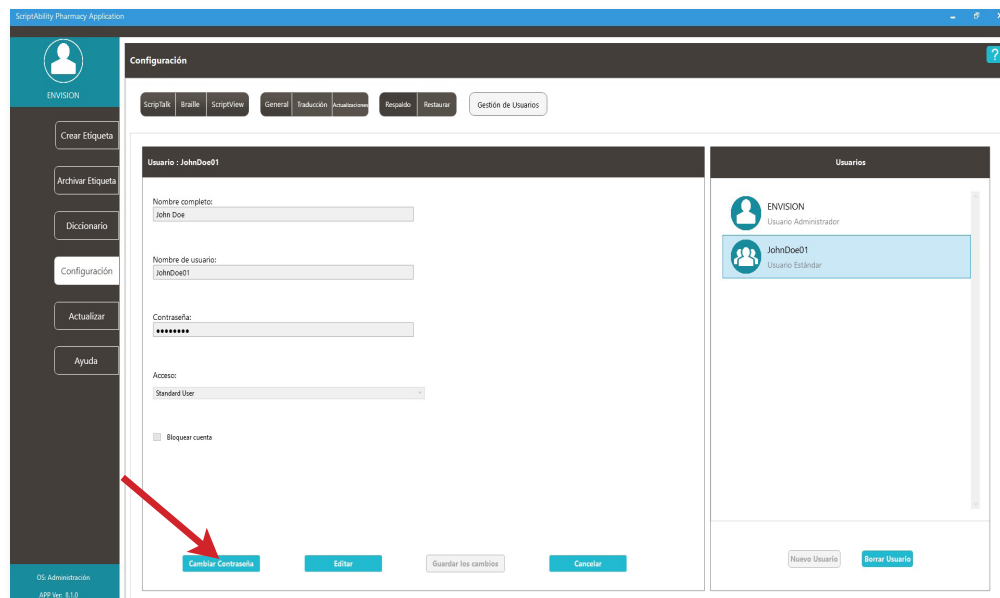 ScriptAbility Pharmacy Application
ENVISION
Configuración
?
ScripTalk Braille ScriptView General Traducción Actualizaciones Respaldo Restaurar Gestión de Usuarios
Crear Etiqueta
Archivar Etiqueta
Diccionario
Configuración
Actualizar
Ayuda
OS: Administración
APP Ver: 8.1.0
Usuario : JohnDoe01
Nombre completo:
John Doe
Nombre de usuario:
JohnDoe01
Contraseña:
••••••••
Acceso:
Standard User
Bloquear cuenta
Cambiar Contraseña Editar Guardar los cambios Cancelar
Usuarios
ENVISION
Usuario Administrador
JohnDoe01
Usuario Estándar
Nuevo Usuario Borrar Usuario